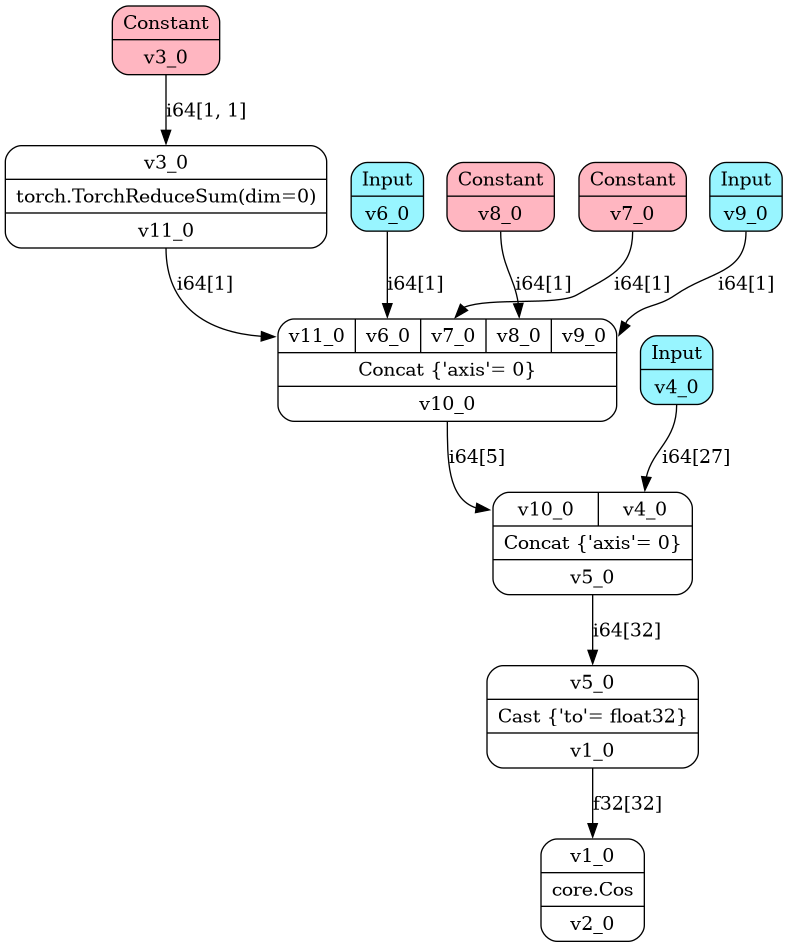 Constant
v3_0
i64[1, 1]
v3_0
torch.TorchReduceSum(dim=0)
v11_0
Input
v6_0
Constant
v8_0
Constant
v7_0
Input
v9_0
i64[1]
i64[1]
i64[1]
i64[1]
i64[1]
v11_0 v6_0 v7_0 v8_0 v9_0
Concat {'axis'= 0}
v10_0
Input
v4_0
i64[5]
i64[27]
v10_0 v4_0
Concat {'axis'= 0}
v5_0
i64[32]
v5_0
Cast {'to'= float32}
v1_0
f32[32]
v1_0
core.Cos
v2_0